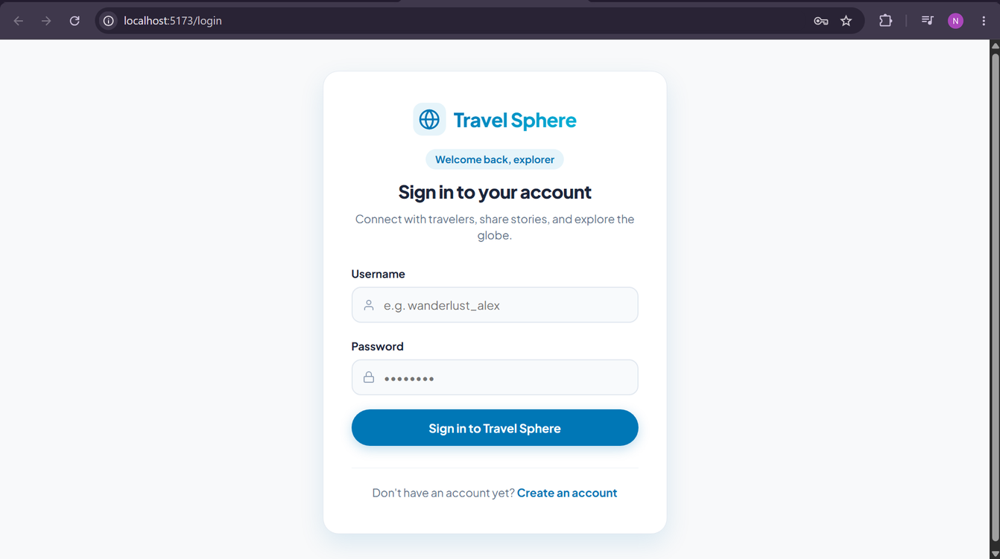 localhost:5173/login
N
Travel Sphere
Welcome back, explorer
Sign in to your account
Connect with travelers, share stories, and explore the
globe.
Username
e.g. wanderlust_alex
Password
••••••••
Sign in to Travel Sphere
Don't have an account yet? Create an account